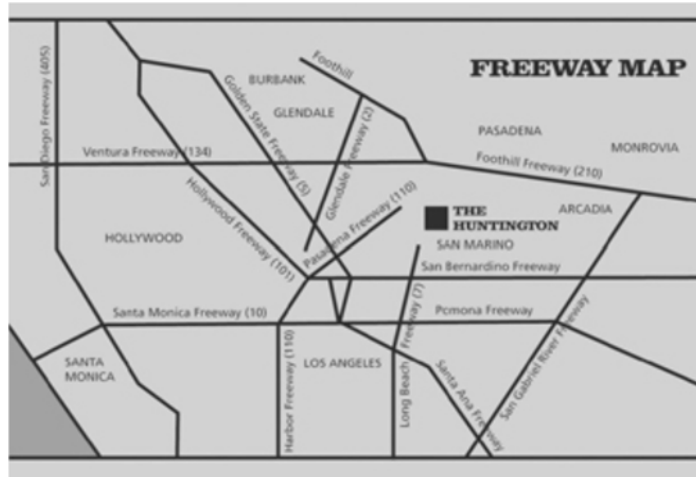 FREEWAY MAP
San Diego Freeway (405)
BURBANK
Foothill
GLENDALE
Golden State Freeway (5)
Glendale Freeway (2)
PASADENA
MONROVIA
Ventura Freeway (134)
Foothill Freeway (210)
Hollywood Freeway (101)
Pasadena Freeway (110)
THE
HUNTINGTON
ARCADIA
HOLLYWOOD
SAN MARINO
San Bernardino Freeway
Santa Monica Freeway (10)
Long Beach Freeway (7)
Pomona Freeway
San Gabriel River Freeway
SANTA
MONICA
Harbor Freeway (110)
LOS ANGELES
Santa Ana Freeway